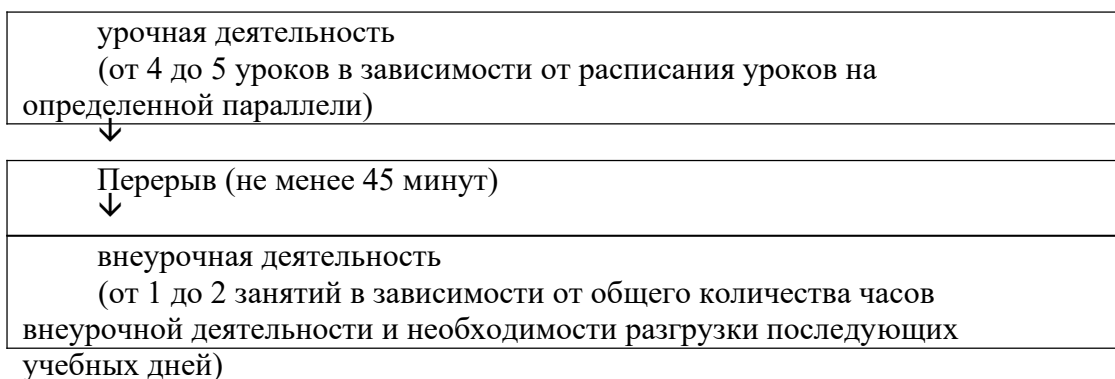 урочная деятельность
(от 4 до 5 уроков в зависимости от расписания уроков на
определенной параллели)
↓
Перерыв (не менее 45 минут)
↓
внеурочная деятельность
(от 1 до 2 занятий в зависимости от общего количества часов
внеурочной деятельности и необходимости разгрузки последующих
учебных дней)